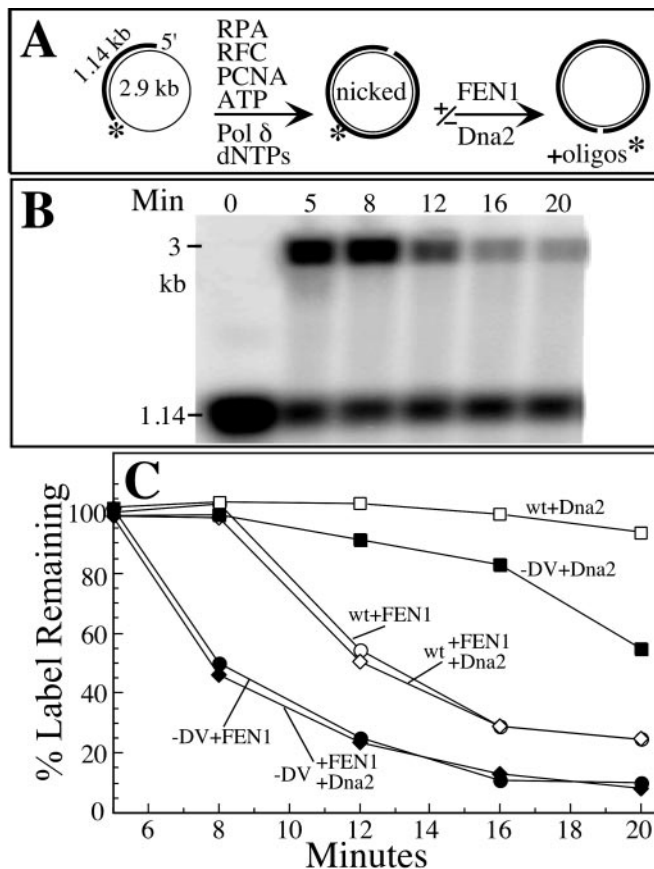 A
1.14 kb 5'
2.9 kb
*
RPA
RFC
PCNA
ATP
Pol δ
dNTPs
nicked
*
± FEN1
Dna2
+oligos*
B
Min 0 5 8 12 16 20
3
kb
1.14
C
% Label Remaining
100
80
60
40
20
0
wt+Dna2
-DV+Dna2
wt+FEN1
wt +FEN1
+Dna2
-DV+FEN1
-DV +FEN1
+Dna2
6 8 10 12 14 16 18 20
Minutes